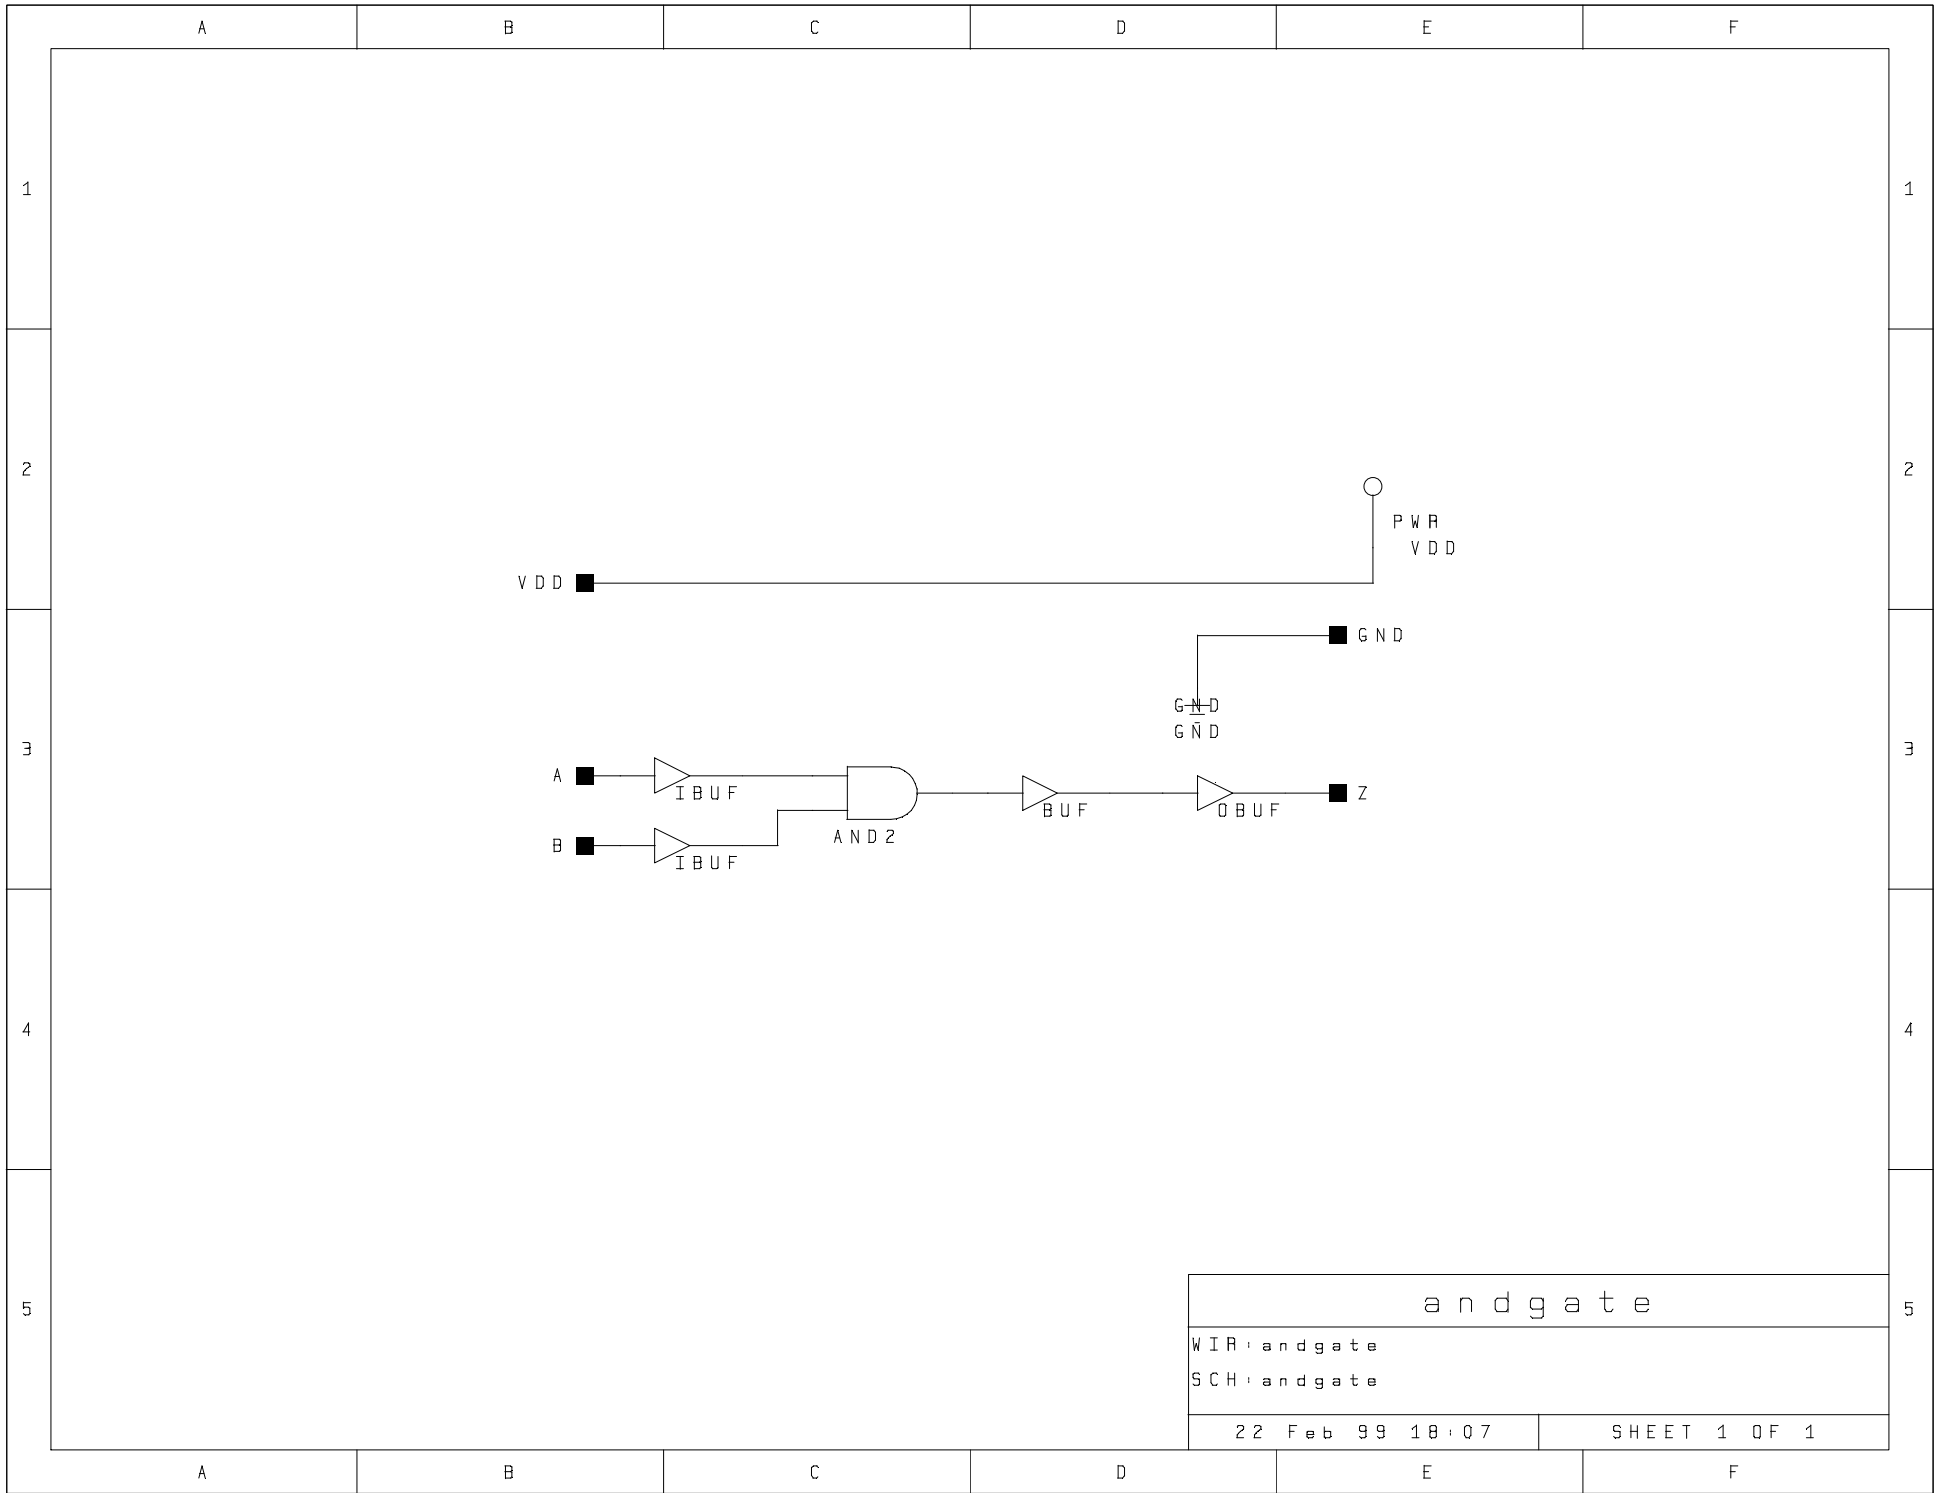 A B C D E F
1 1
2 2
PWR
VDD
VDD
GND
GND
GND
3 3
A
IBUF
BUF
OBUF
Z
AND2
B
IBUF
4 4
5 5
andgate
WIR:andgate
SCH:andgate
22 Feb 99 18:07 SHEET 1 OF 1
A B C D E F